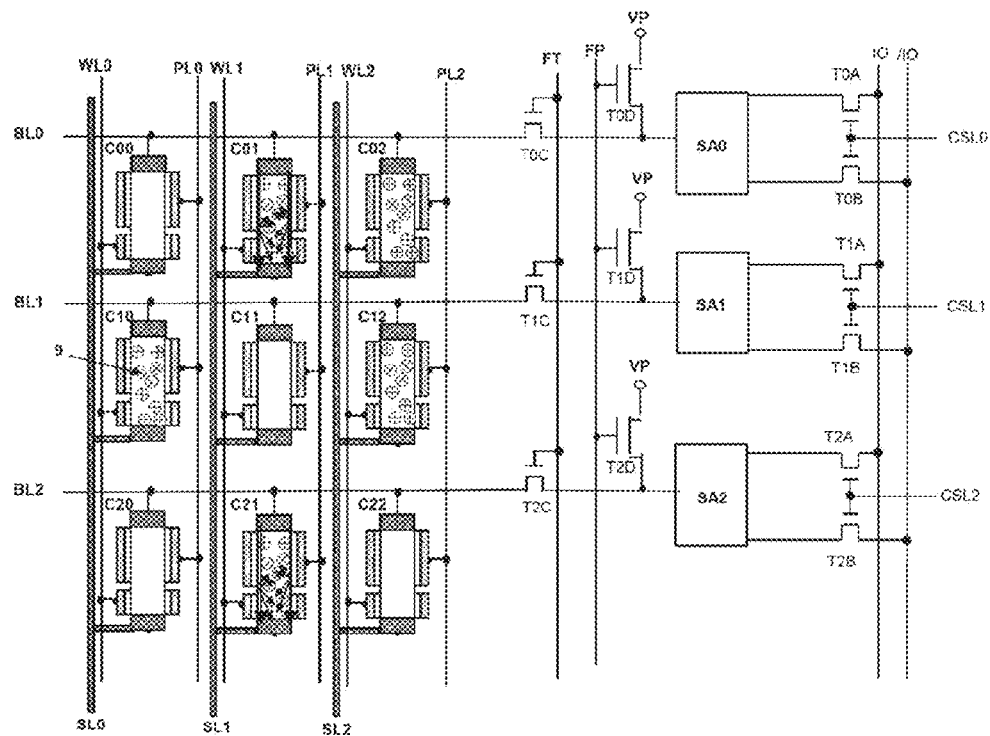 VP
WL0 PL0 WL1 PL1 WL2 PL2 FT FP IO /IO
T0A
BL0 T0D CSL0
C00 C01 C02 T0C SA0
VP T0B
T1A
BL1 T1D CSL1
C10 C11 C12 T1C SA1
9 VP T1B
T2A
BL2 T2D CSL2
C20 C21 C22 T2C SA2
T2B
SL0 SL1 SL2